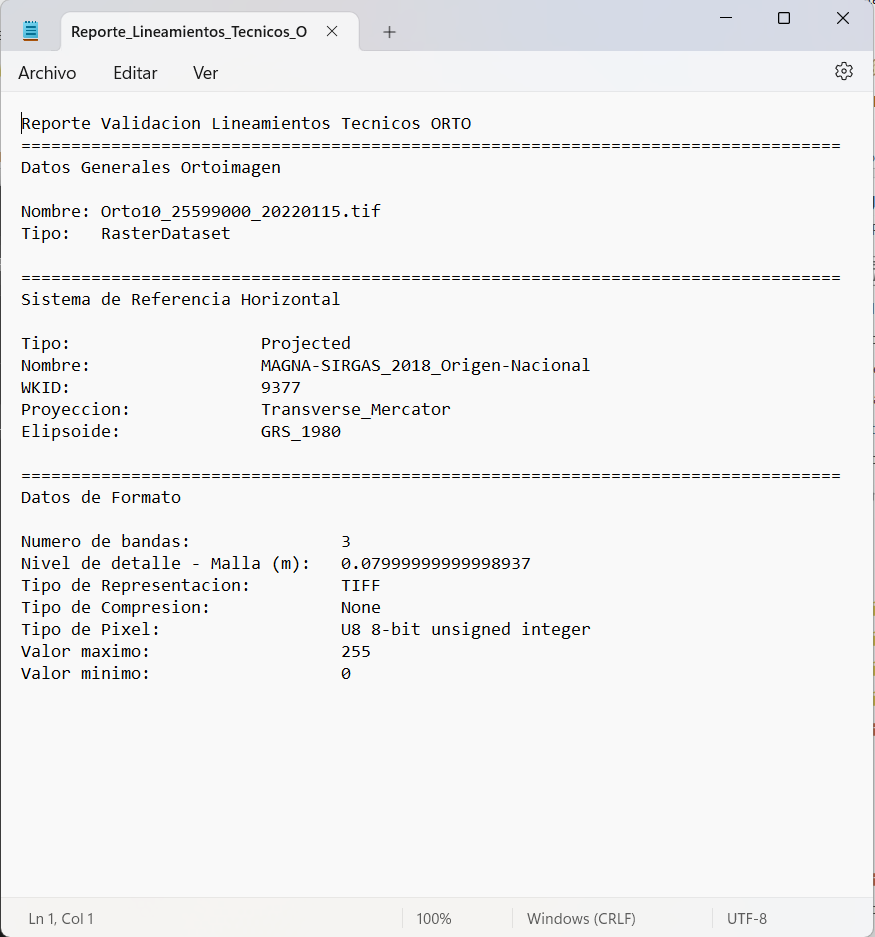 Reporte_Lineamientos_Tecnicos_O
Archivo Editar Ver
Reporte Validacion Lineamientos Tecnicos ORTO
==================================================================================
Datos Generales Ortoimagen
Nombre: Orto10_25599000_20220115.tif
Tipo: RasterDataset
==================================================================================
Sistema de Referencia Horizontal
Tipo: Projected
Nombre: MAGNA-SIRGAS_2018_Origen-Nacional
WKID: 9377
Proyeccion: Transverse_Mercator
Elipsoide: GRS_1980
==================================================================================
Datos de Formato
Numero de bandas: 3
Nivel de detalle - Malla (m): 0.07999999999998937
Tipo de Representacion: TIFF
Tipo de Compresion: None
Tipo de Pixel: U8 8-bit unsigned integer
Valor maximo: 255
Valor minimo: 0
Ln 1, Col 1 100% Windows (CRLF) UTF-8